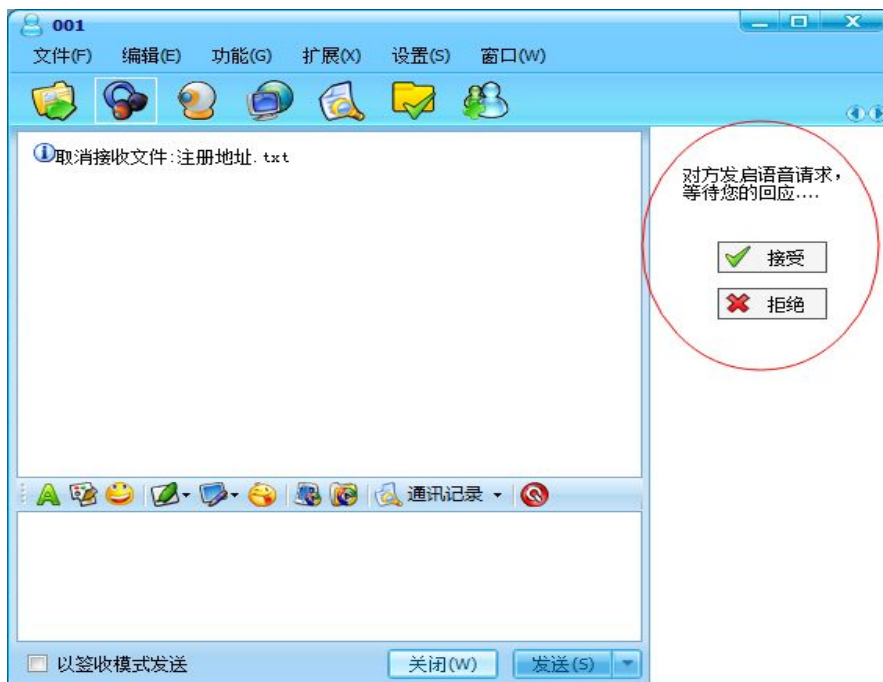 001
文件(F) 编辑(E) 功能(G) 扩展(X) 设置(S) 窗口(W)
取消接收文件:注册地址.txt
对方发启语音请求,
等待您的回应....
接受
拒绝
通讯记录
以签收模式发送 关闭(W) 发送(S)